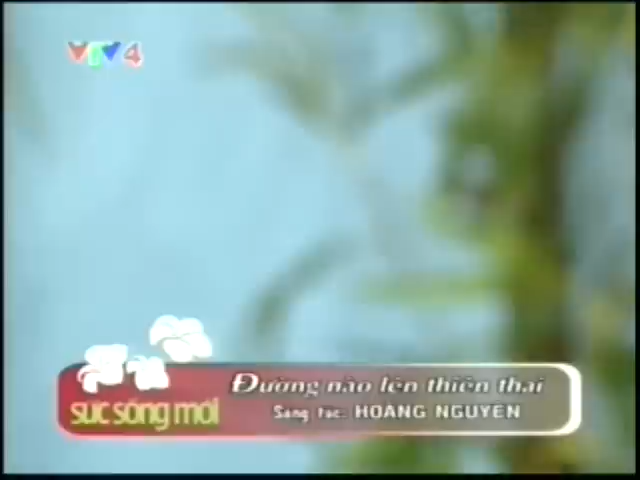 VTV4
Đường nào lên thiên thai
Sáng tác: HOÀNG NGUYÊN
sức sống mới